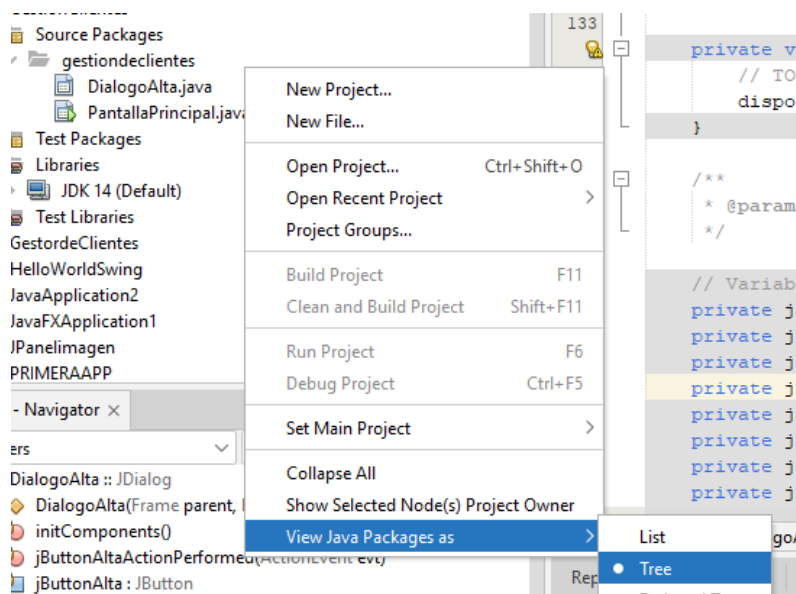 Source Packages
gestiondeclientes
DialogoAlta.java
PantallaPrincipal.java
Test Packages
Libraries
JDK 14 (Default)
Test Libraries
GestordeClientes
HelloWorldSwing
JavaApplication2
JavaFXApplication1
JPanelimagen
PRIMERAAPP
- Navigator ×
ers
DialogoAlta :: JDialog
DialogoAlta(Frame parent,
initComponents()
jButtonAltaActionPerformed(ActionEvent evt)
jButtonAlta : JButton
New Project...
New File...
Open Project... Ctrl+Shift+O
Open Recent Project
Project Groups...
Build Project F11
Clean and Build Project Shift+F11
Run Project F6
Debug Project Ctrl+F5
Set Main Project
Collapse All
Show Selected Node(s) Project Owner
View Java Packages as
List
Tree
133
private v
// TO
dispo
}
/**
* @param
*/
// Variab
private j
private j
private j
private j
private j
private j
private j
private j
goA
Rep